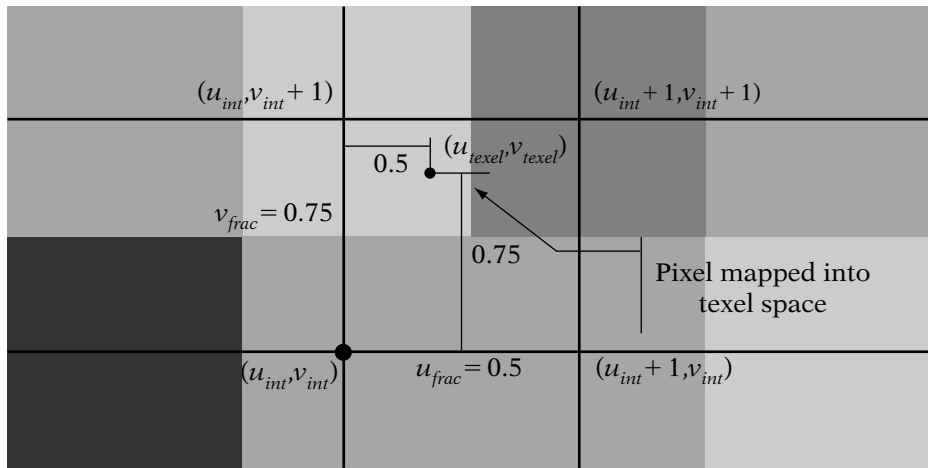 (u_int,v_int + 1)
(u_int + 1,v_int + 1)
0.5
(u_texel,v_texel)
v_frac = 0.75
0.75
Pixel mapped into
texel space
(u_int,v_int)
u_frac = 0.5
(u_int + 1,v_int)